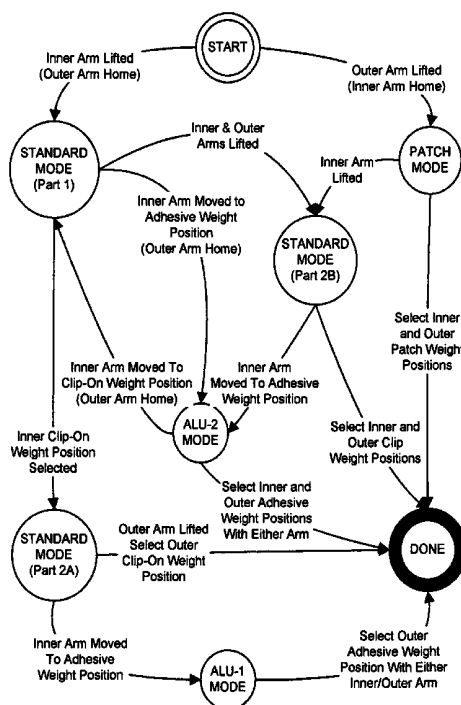 START
Inner Arm Lifted
(Outer Arm Home)
Outer Arm Lifted
(Inner Arm Home)
STANDARD
MODE
(Part 1)
Inner & Outer
Arms Lifted
PATCH
MODE
Inner Arm
Lifted
Inner Arm Moved to
Adhesive Weight
Position
(Outer Arm Home)
STANDARD
MODE
(Part 2B)
Select Inner
and Outer
Patch Weight
Positions
Inner Arm Moved To
Clip-On Weight Position
(Outer Arm Home)
Inner Arm
Moved To Adhesive
Weight Position
ALU-2
MODE
Select Inner and
Outer Clip
Weight Positions
Inner Clip-On
Weight Position
Selected
Select Inner and
Outer Adhesive
Weight Positions
With Either Arm
STANDARD
MODE
(Part 2A)
Outer Arm Lifted
Select Outer
Clip-On Weight
Position
DONE
Inner Arm Moved
To Adhesive
Weight Position
ALU-1
MODE
Select Outer
Adhesive Weight
Position With Either
Inner/Outer Arm